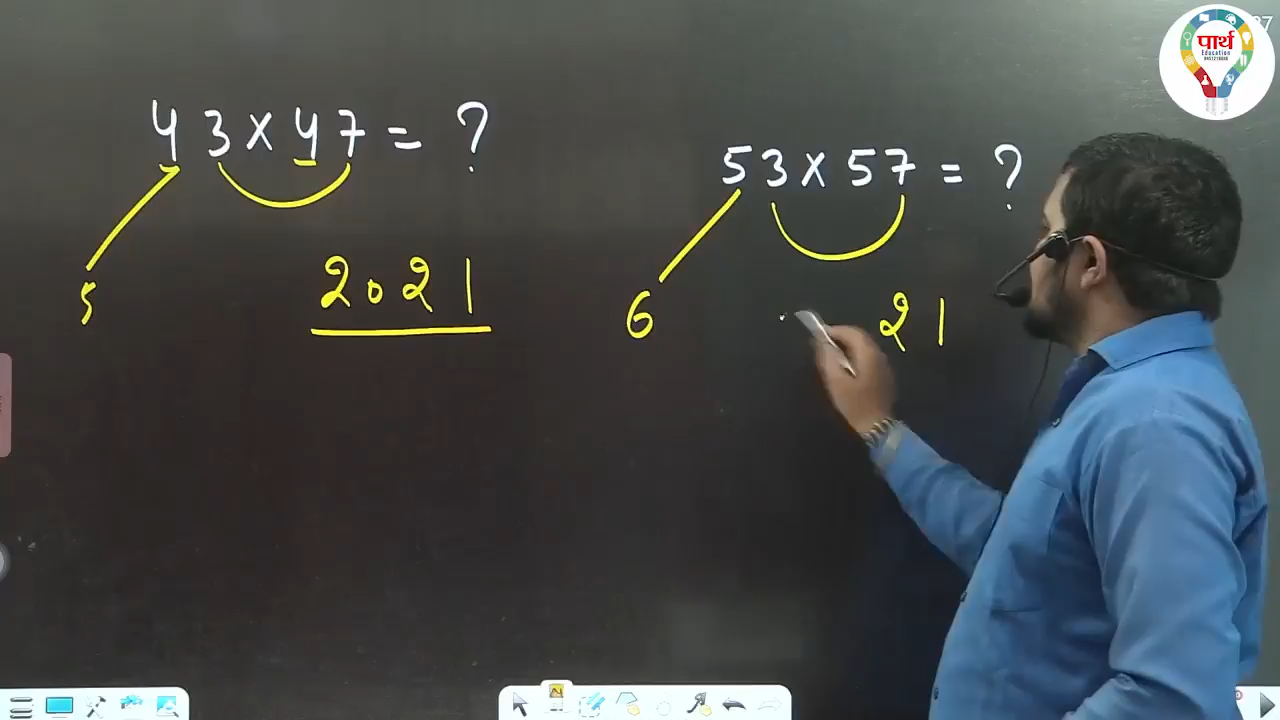 43 × 47 = ?
5
2021
53 × 57 = ?
6
21
पार्थ
Education